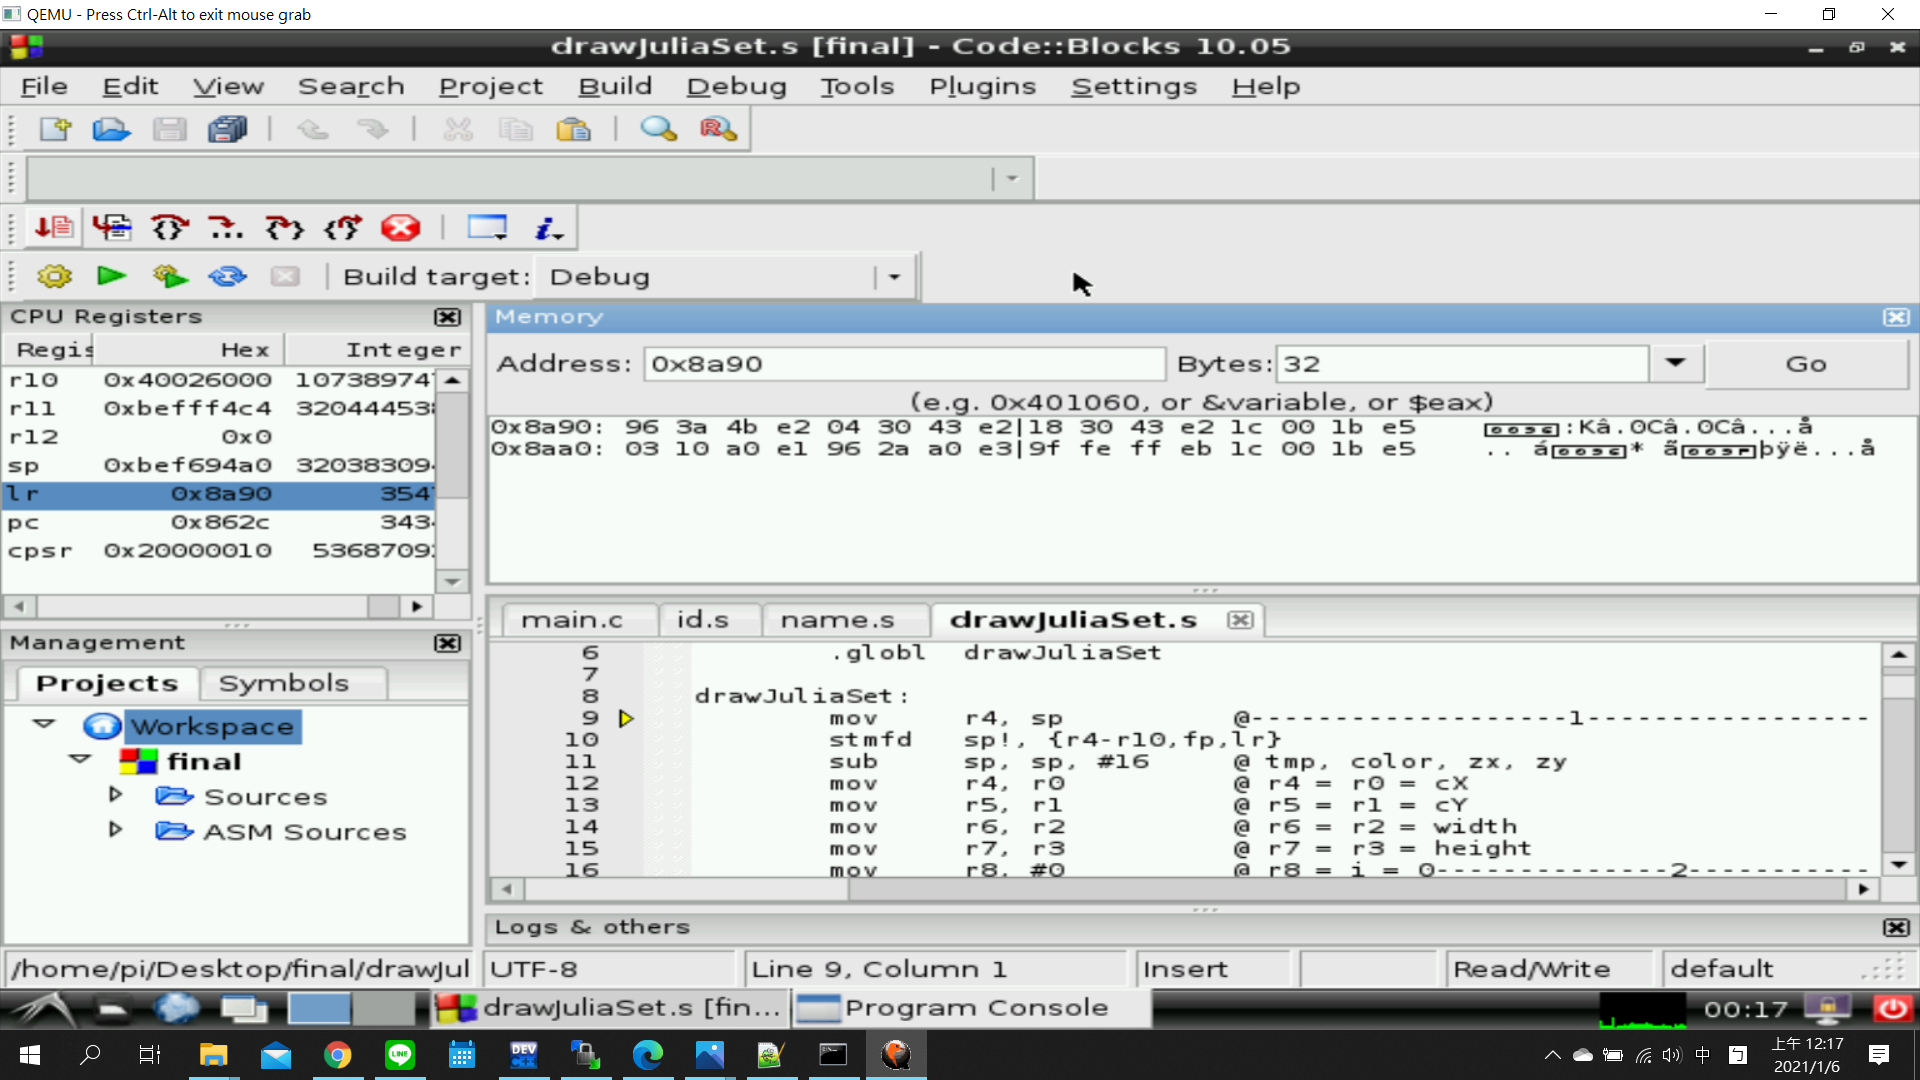 QEMU - Press Ctrl-Alt to exit mouse grab
drawJuliaSet.s [final] - Code::Blocks 10.05
File Edit View Search Project Build Debug Tools Plugins Settings Help
Build target: Debug
CPU Registers
Regis Hex Integer
r10 0x40026000 107389747
r11 0xbefff4c4 32044453
r12 0x0
sp 0xbef694a0 32038309
lr 0x8a90 354
pc 0x862c 343
cpsr 0x20000010 53687092
Memory
Address: 0x8a90 Bytes: 32 Go
(e.g. 0x401060, or &variable, or $eax)
0x8a90: 96 3a 4b e2 04 30 43 e2|18 30 43 e2 1c 00 1b e5 :Kâ.0Câ.0Câ...å
0x8aa0: 03 10 a0 e1 96 2a a0 e3|9f fe ff eb 1c 00 1b e5 .. á* ãþÿë...å
main.c id.s name.s drawJuliaSet.s
6 .globl drawJuliaSet
7
8 drawJuliaSet:
9 mov r4, sp @-------------------1-----------------
10 stmfd sp!, {r4-r10,fp,lr}
11 sub sp, sp, #16 @ tmp, color, zx, zy
12 mov r4, r0 @ r4 = r0 = cX
13 mov r5, r1 @ r5 = r1 = cY
14 mov r6, r2 @ r6 = r2 = width
15 mov r7, r3 @ r7 = r3 = height
16 mov r8, #0 @ r8 = i = 0--------------2-----------
Management
Projects Symbols
Workspace
final
Sources
ASM Sources
Logs & others
/home/pi/Desktop/final/drawJul UTF-8 Line 9, Column 1 Insert Read/Write default
drawJuliaSet.s [fin... Program Console 00:17
LINE
DEV
中
上午 12:17
2021/1/6